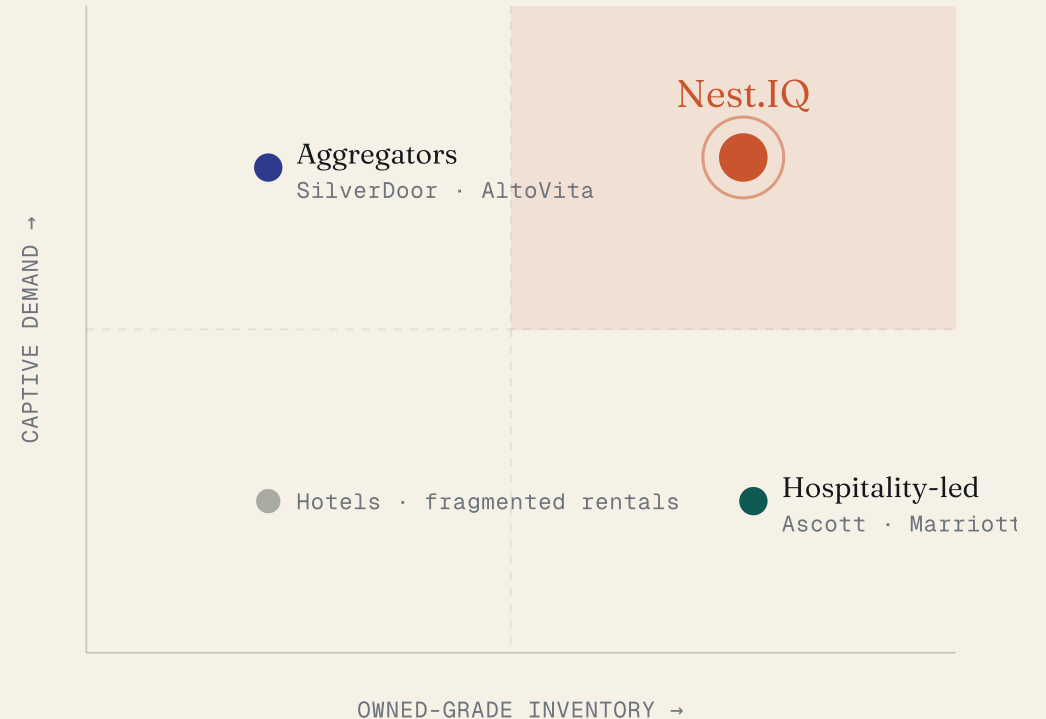 Nest.IQ
Aggregators
SilverDoor · AltoVita
CAPTIVE DEMAND →
Hotels · fragmented rentals
Hospitality-led
Ascott · Marriott
OWNED-GRADE INVENTORY →